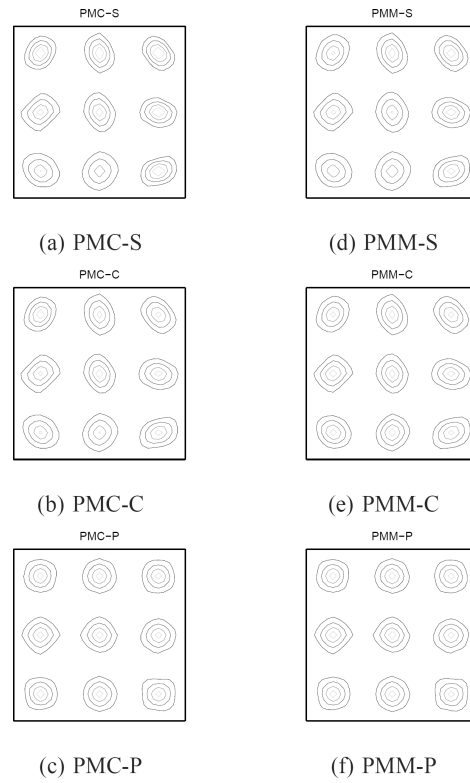 PMC-S
PMM-S
(a) PMC-S
(d) PMM-S
PMC-C
PMM-C
(b) PMC-C
(e) PMM-C
PMC-P
PMM-P
(c) PMC-P
(f) PMM-P